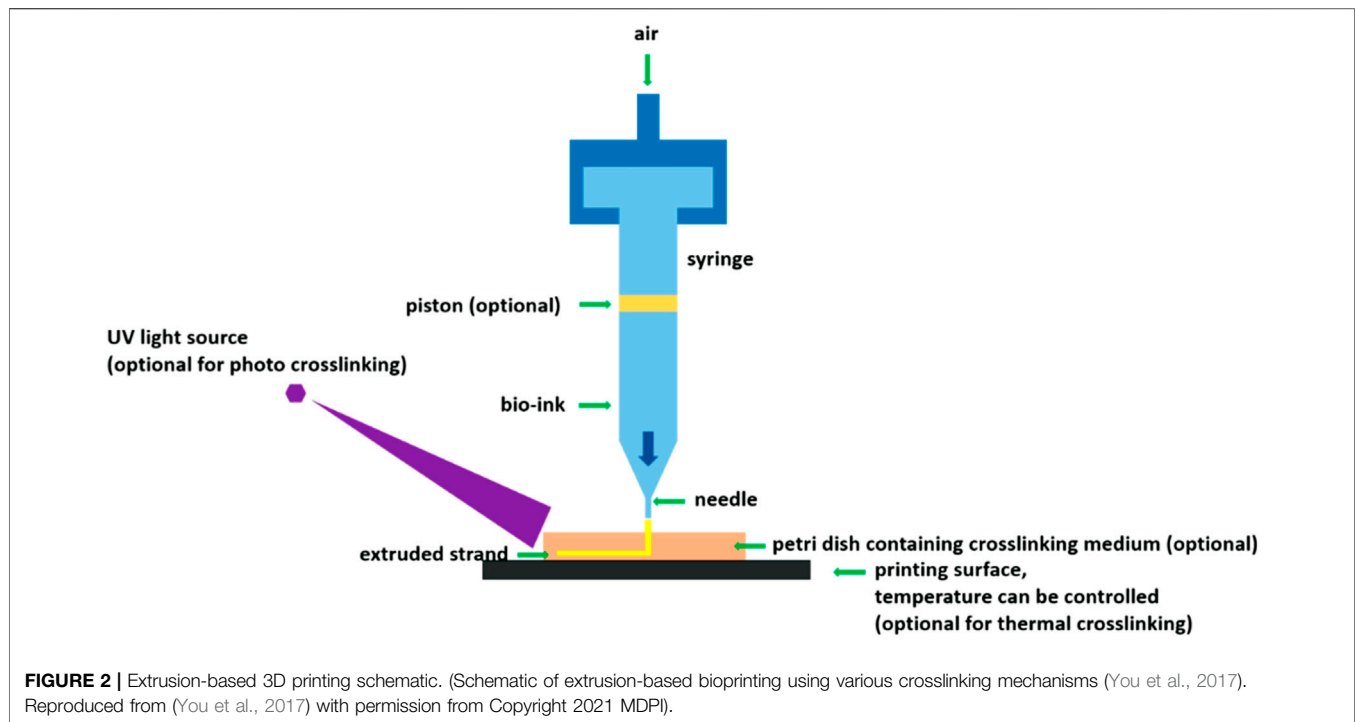 air
syringe
piston (optional)
UV light source
(optional for photo crosslinking)
bio-ink
needle
extruded strand
petri dish containing crosslinking medium (optional)
printing surface,
temperature can be controlled
(optional for thermal crosslinking)
FIGURE 2 | Extrusion-based 3D printing schematic. (Schematic of extrusion-based bioprinting using various crosslinking mechanisms (You et al., 2017).
Reproduced from (You et al., 2017) with permission from Copyright 2021 MDPI).